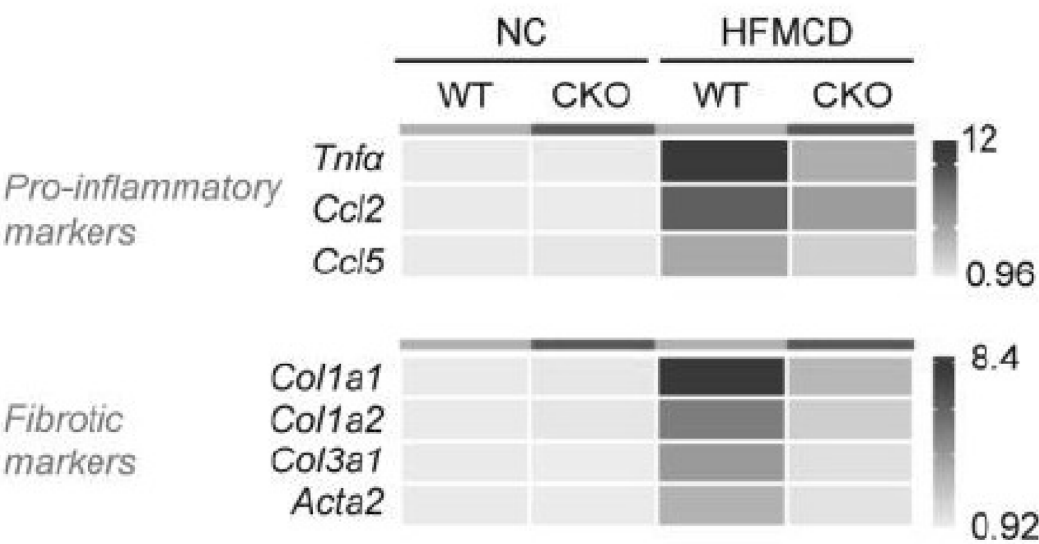 NC HFMCD
WT CKO WT CKO
Pro-inflammatory
markers
Tnfα
Ccl2
Ccl5
12
0.96
Fibrotic
markers
Col1a1
Col1a2
Col3a1
Acta2
8.4
0.92